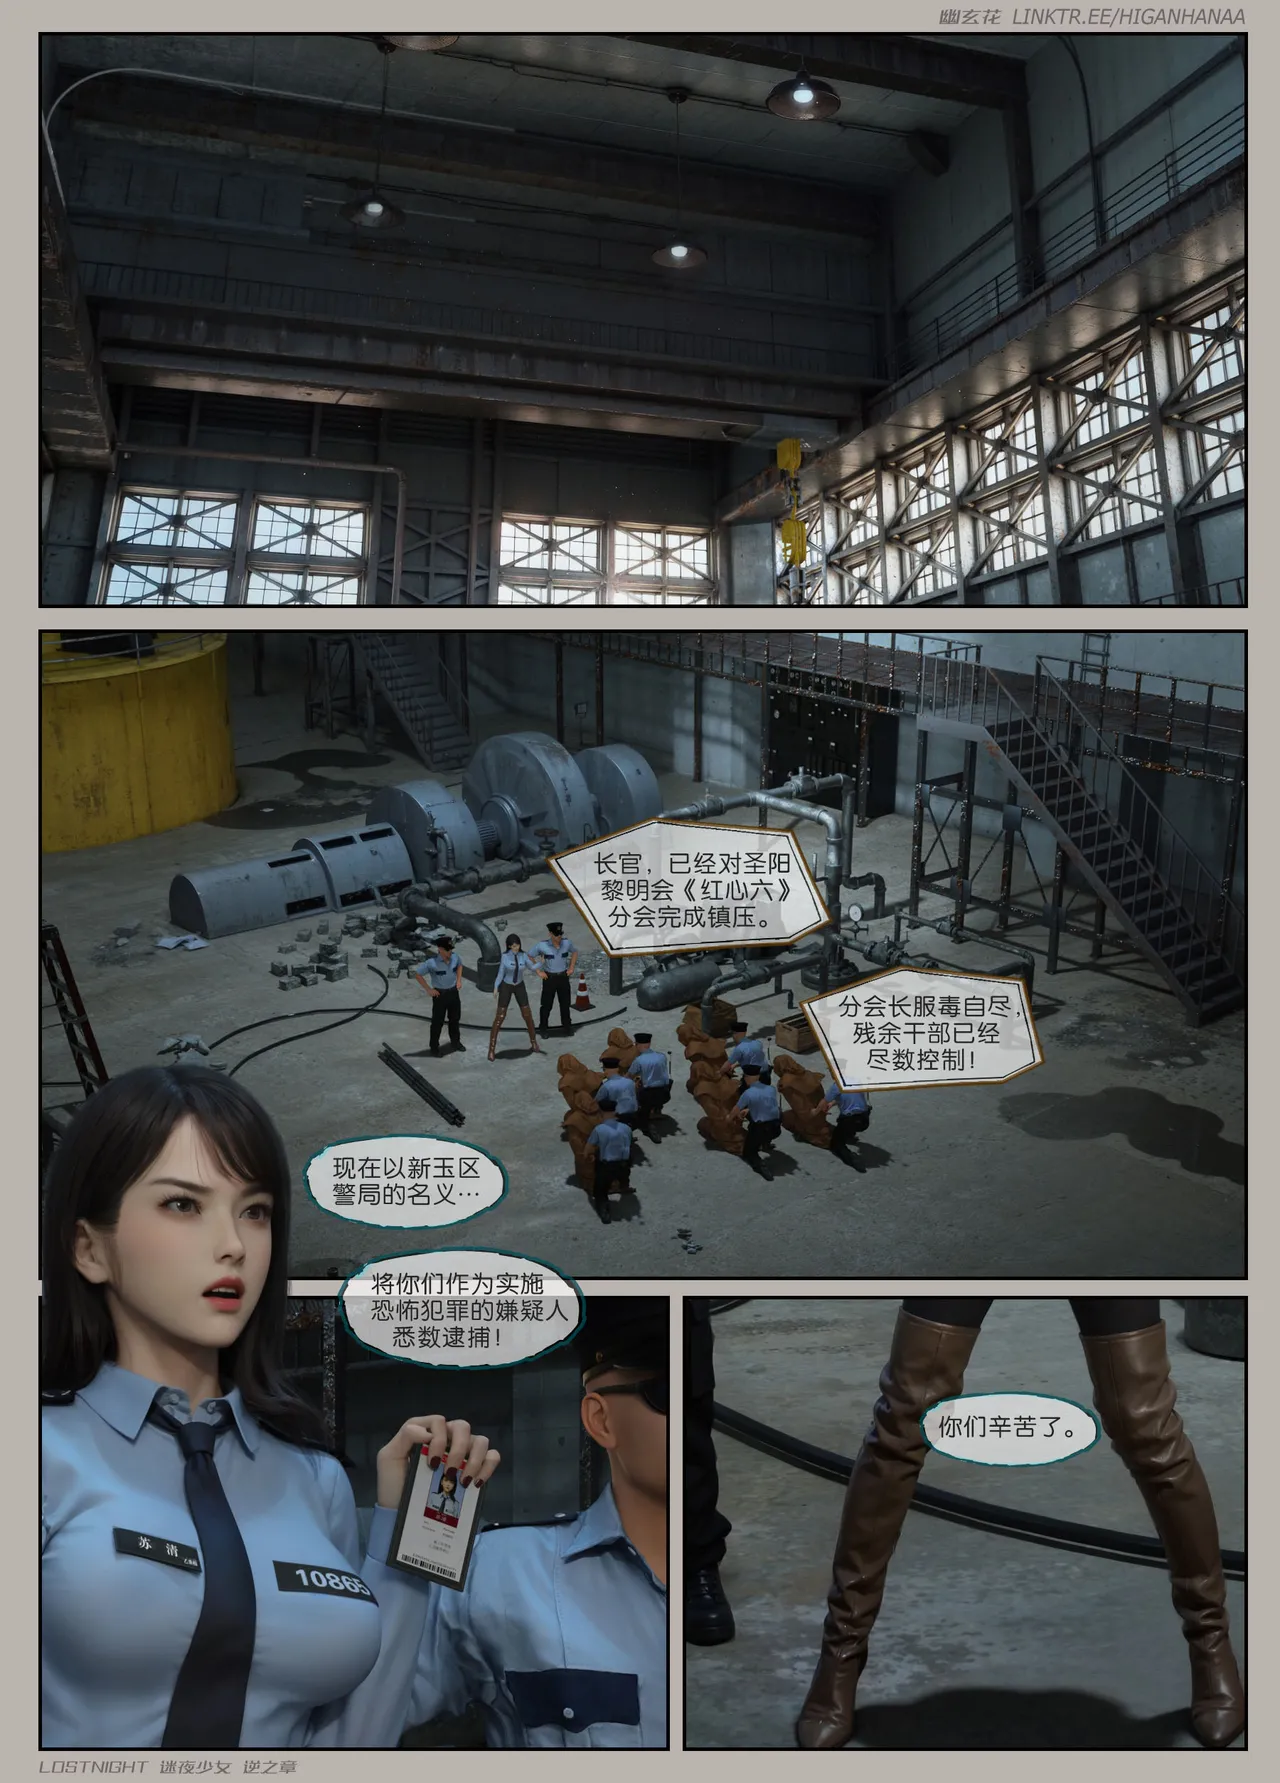 幽玄花 LINKTR.EE/HIGANHANAA
长官，已经对圣阳
黎明会《红心六》
分会完成镇压。
分会长服毒自尽，
残余干部已经
尽数控制！
现在以新玉区
警局的名义…
将你们作为实施
恐怖犯罪的嫌疑人
悉数逮捕！
苏 清
10865
你们辛苦了。
LOSTNIGHT 迷夜少女 逆之章